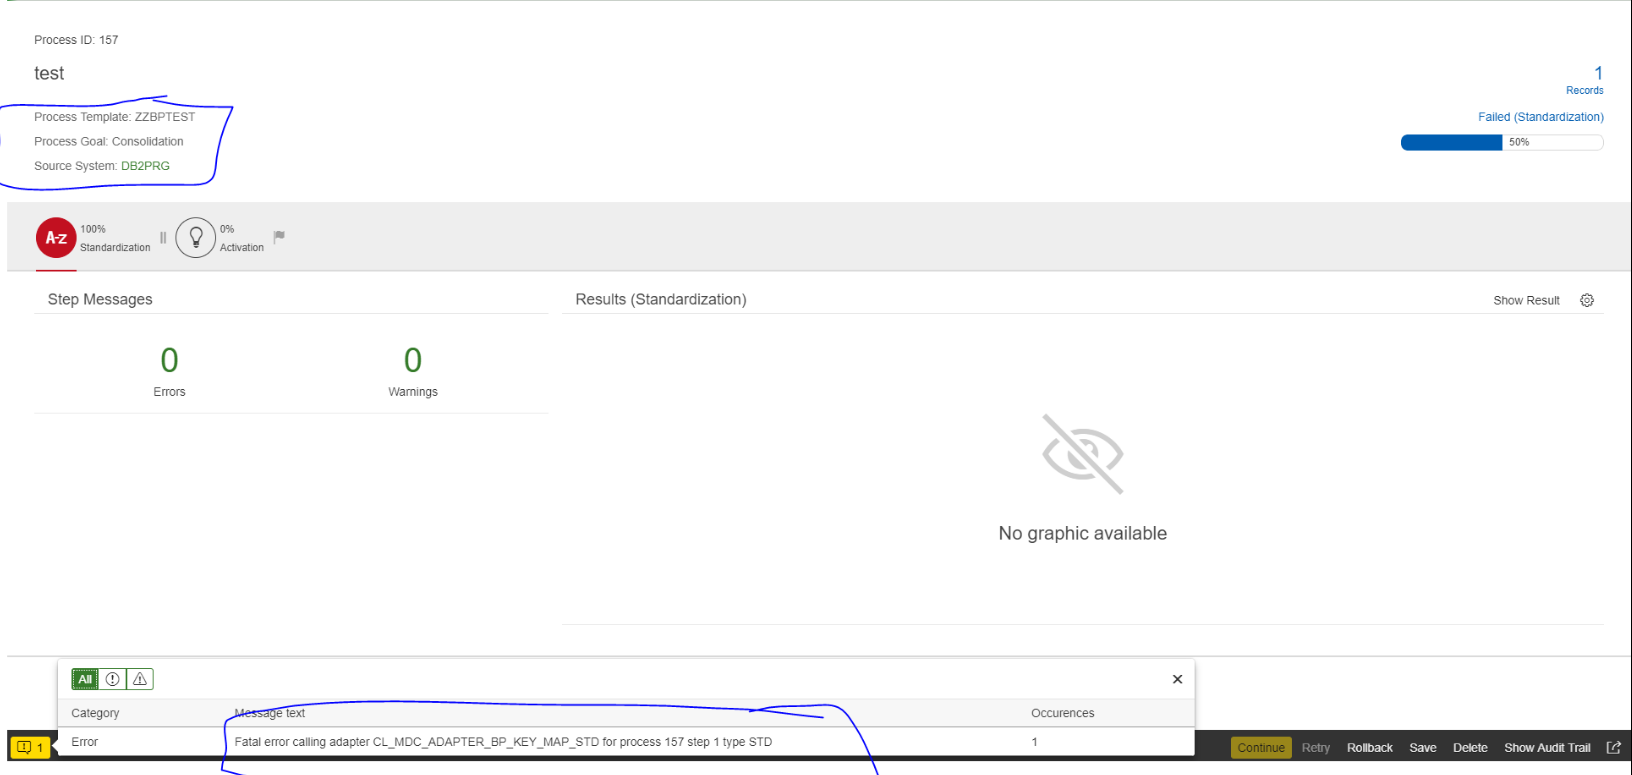 Process ID: 157
test
1
Records
Process Template: ZZBPTEST
Failed (Standardization)
Process Goal: Consolidation
50%
Source System: DB2PRG
A-z
100%
Standardization
0%
Activation
Step Messages
Results (Standardization)
Show Result
0
0
Errors
Warnings
No graphic available
All
Category
Message text
Occurences
Error
Fatal error calling adapter CL_MDC_ADAPTER_BP_KEY_MAP_STD for process 157 step 1 type STD
1
1
Continue
Retry
Rollback
Save
Delete
Show Audit Trail